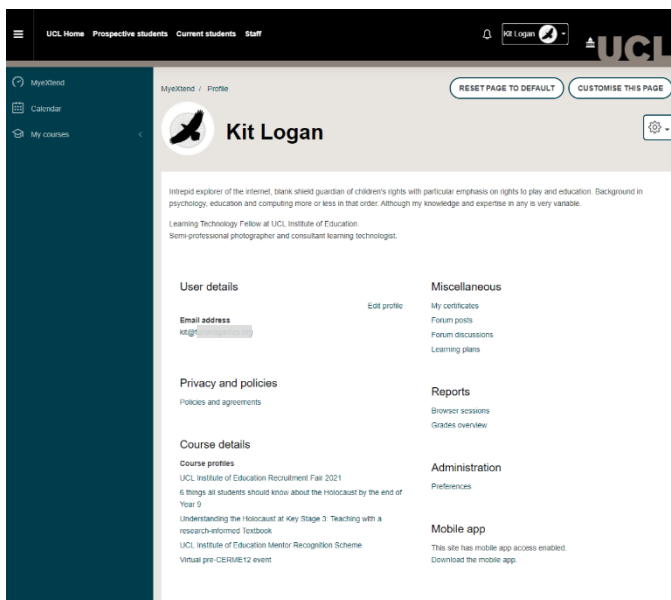 UCL Home Prospective students Current students Staff
Kit Logan
UCL
MyeXtend
Calendar
My courses
MyeXtend / Profile
RESET PAGE TO DEFAULT
CUSTOMISE THIS PAGE
Kit Logan
Intrepid explorer of the internet, blank shield guardian of children's rights with particular emphasis on rights to play and education. Background in
psychology, education and computing more or less in that order. Although my knowledge and expertise in any is very variable.
Learning Technology Fellow at UCL Institute of Education.
Semi-professional photographer and consultant learning technologist.
User details
Edit profile
Email address
kit@f
Privacy and policies
Policies and agreements
Course details
Course profiles
UCL Institute of Education Recruitment Fair 2021
6 things all students should know about the Holocaust by the end of
Year 9
Understanding the Holocaust at Key Stage 3: Teaching with a
research-informed Textbook
UCL Institute of Education Mentor Recognition Scheme
Virtual pre-CERME12 event
Miscellaneous
My certificates
Forum posts
Forum discussions
Learning plans
Reports
Browser sessions
Grades overview
Administration
Preferences
Mobile app
This site has mobile app access enabled.
Download the mobile app.